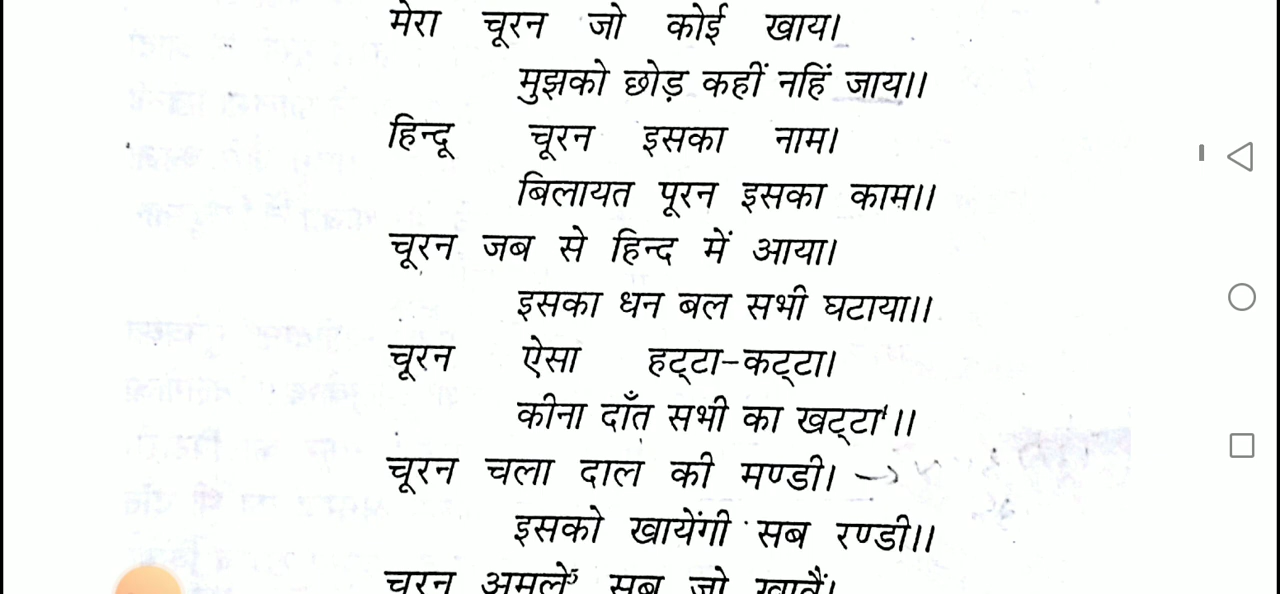 मेरा चूरन जो कोई खाय।
मुझको छोड़ कहीं नहिं जाय।।
हिन्दू चूरन इसका नाम।
बिलायत पूरन इसका काम।।
चूरन जब से हिन्द में आया।
इसका धन बल सभी घटाया।।
चूरन ऐसा हट्टा-कट्टा।
कीना दाँत सभी का खट्टा।।
चूरन चला दाल की मण्डी।
इसको खायेंगी सब रण्डी।।
चूरन अमले⁵ सब जो खावैं।